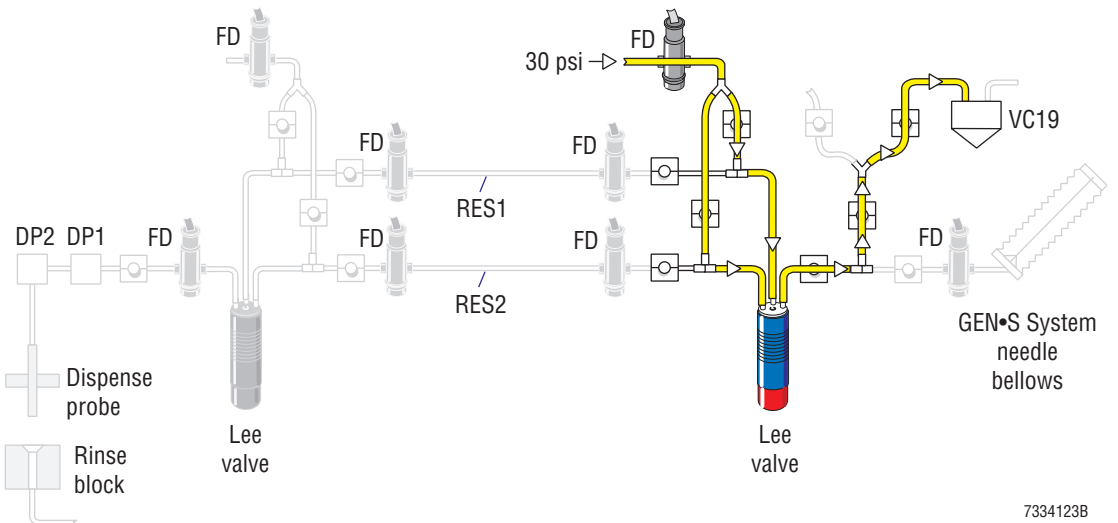 FD
FD
30 psi
VC19
FD
FD
RES1
DP2
DP1
FD
FD
FD
FD
RES2
GEN•S System
needle
bellows
Dispense
probe
Lee
valve
Lee
valve
Rinse
block
7334123B